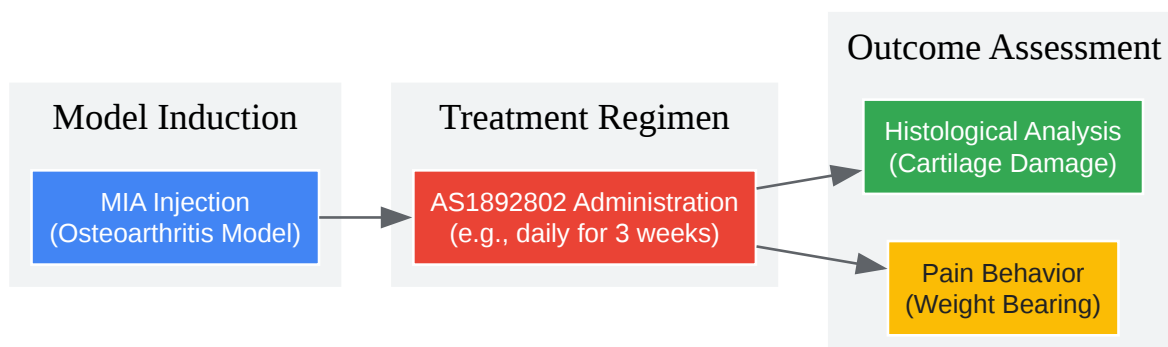 Model Induction
MIA Injection
(Osteoarthritis Model)
Treatment Regimen
AS1892802 Administration
(e.g., daily for 3 weeks)
Outcome Assessment
Histological Analysis
(Cartilage Damage)
Pain Behavior
(Weight Bearing)